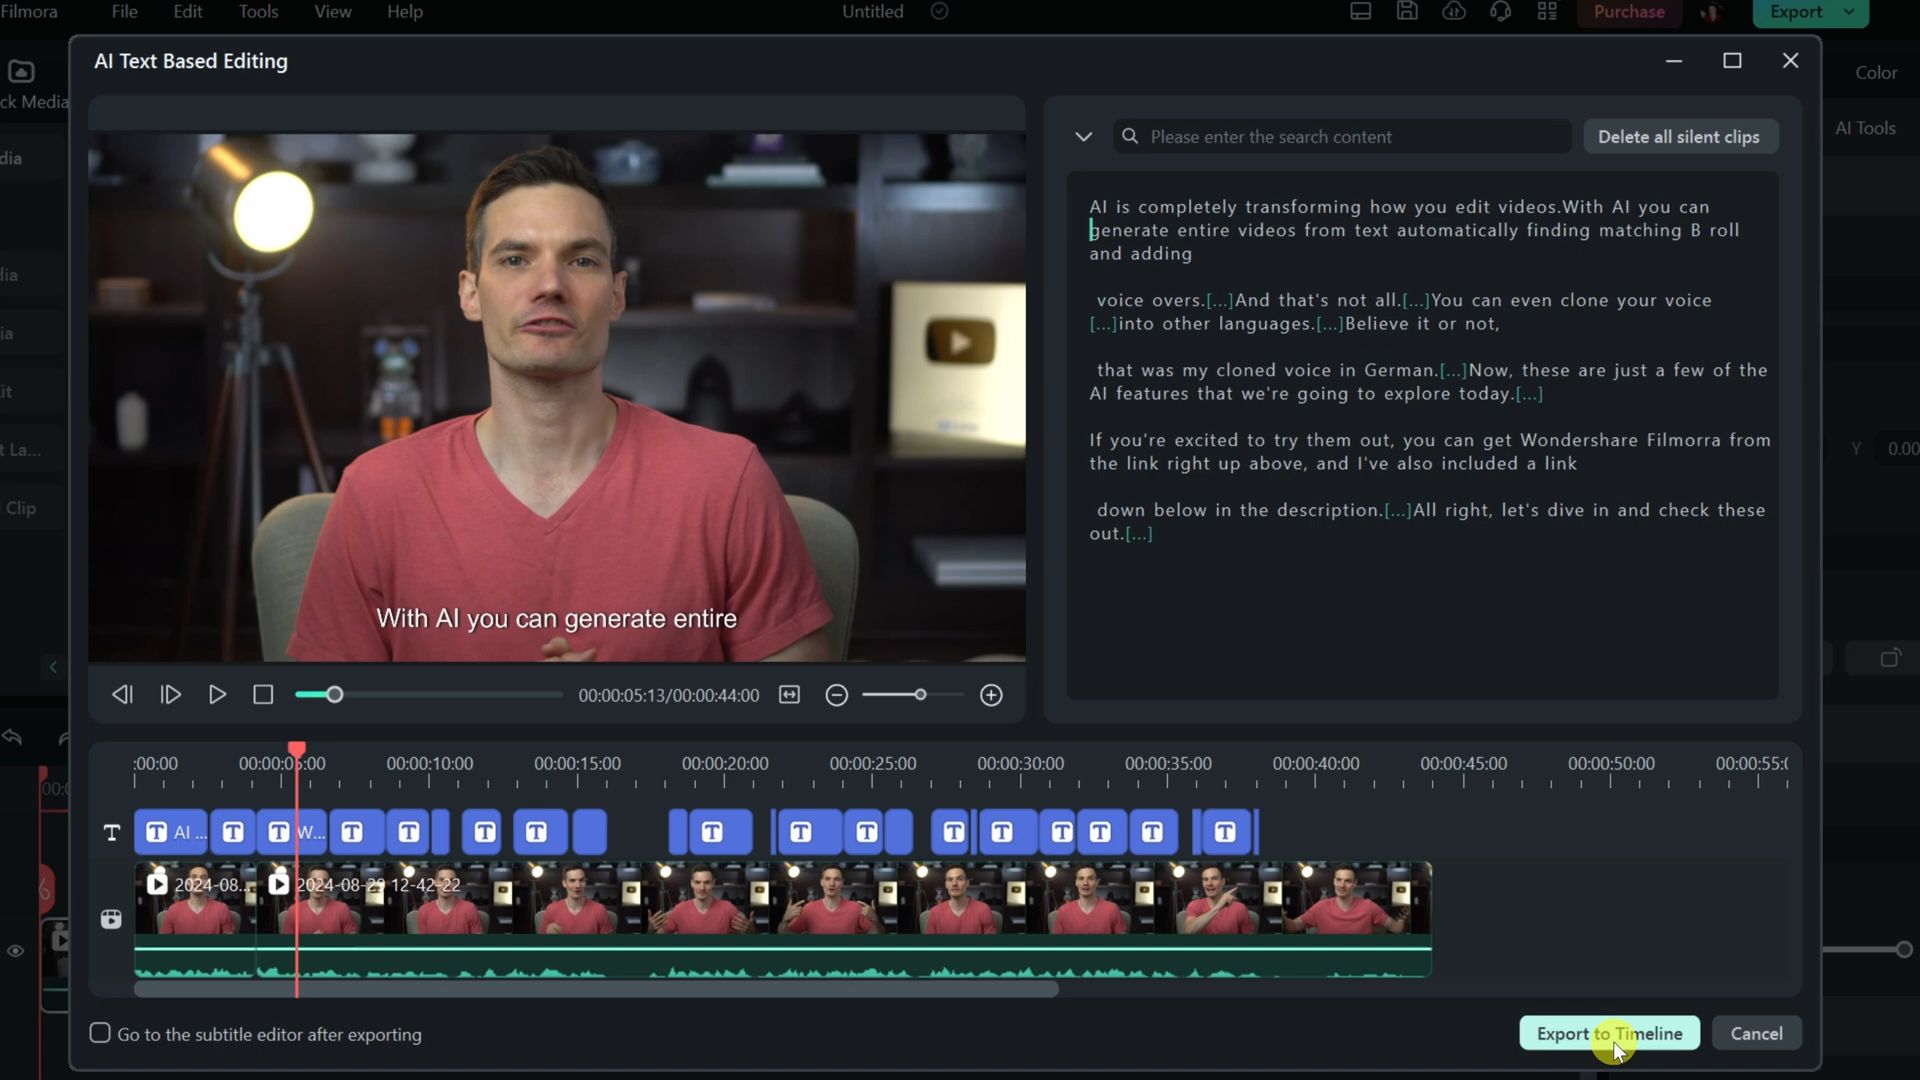 Filmora File Edit Tools View Help Untitled Purchase Export
AI Text Based Editing
ck Media
Color
dia
AI Tools
dia
ia
it
t La...
Clip
Y 0.00
Please enter the search content
Delete all silent clips
AI is completely transforming how you edit videos.With AI you can
generate entire videos from text automatically finding matching B roll
and adding
voice overs.[...]And that's not all.[...]You can even clone your voice
[...]into other languages.[...]Believe it or not,
that was my cloned voice in German.[...]Now, these are just a few of the
AI features that we're going to explore today.[...]
If you're excited to try them out, you can get Wondershare Filmorra from
the link right up above, and I've also included a link
down below in the description.[...]All right, let's dive in and check these
out.[...]
With AI you can generate entire
00:00:05:13/00:00:44:00
:00:00 00:00:05:00 00:00:10:00 00:00:15:00 00:00:20:00 00:00:25:00 00:00:30:00 00:00:35:00 00:00:40:00 00:00:45:00 00:00:50:00 00:00:55:0
00:0
T T AI ... T T W... T T T T T T T T T T T T T
2024-08... 2024-08-29 12-42-22
Go to the subtitle editor after exporting
Export to Timeline
Cancel